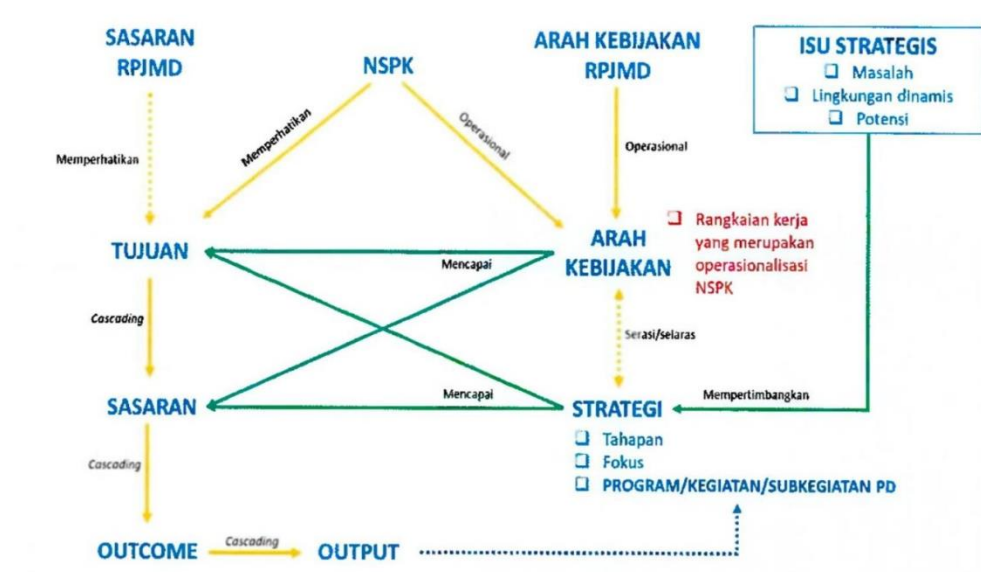 SASARAN
RPJMD
NSPK
ARAH KEBIJAKAN
RPJMD
ISU STRATEGIS
❑ Masalah
❑ Lingkungan dinamis
❑ Potensi
Memperhatikan
Memperhatikan
Operasional
Operasional
TUJUAN
Mencapai
ARAH
KEBIJAKAN
❑ Rangkaian kerja
yang merupakan
operasionalisasi
NSPK
Cascading
Serasi/selaras
SASARAN
Mencapai
STRATEGI
Mempertimbangkan
❑ Tahapan
❑ Fokus
❑ PROGRAM/KEGIATAN/SUBKEGIATAN PD
Cascading
OUTCOME
Cascading
OUTPUT